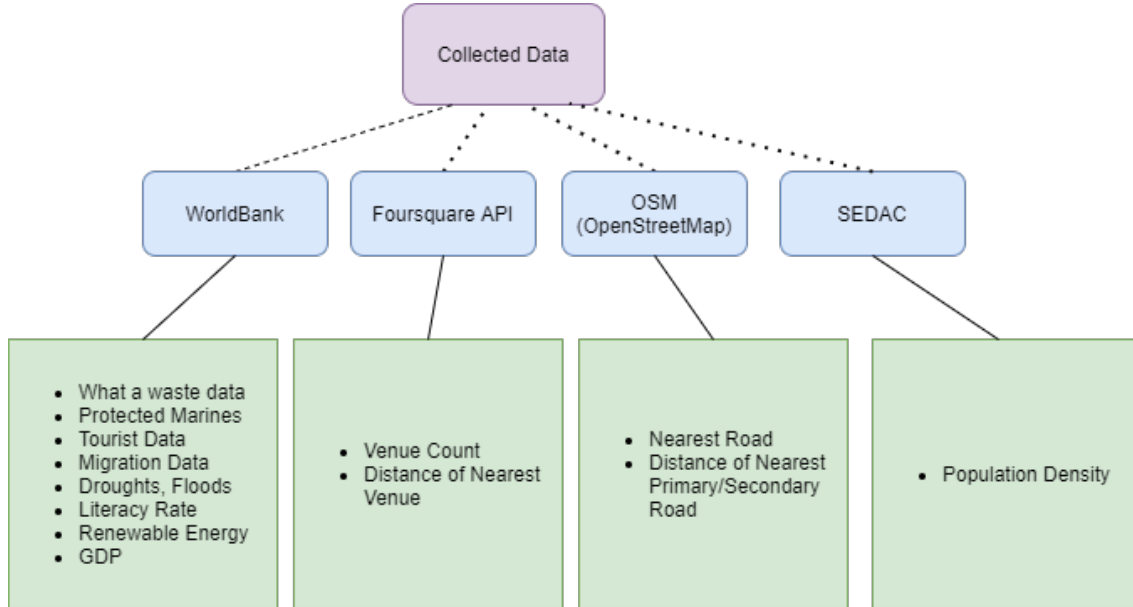 Collected Data
WorldBank
Foursquare API
OSM
(OpenStreetMap)
SEDAC
• What a waste data
• Protected Marines
• Tourist Data
• Migration Data
• Droughts, Floods
• Literacy Rate
• Renewable Energy
• GDP
• Venue Count
• Distance of Nearest
Venue
• Nearest Road
• Distance of Nearest
Primary/Secondary
Road
• Population Density